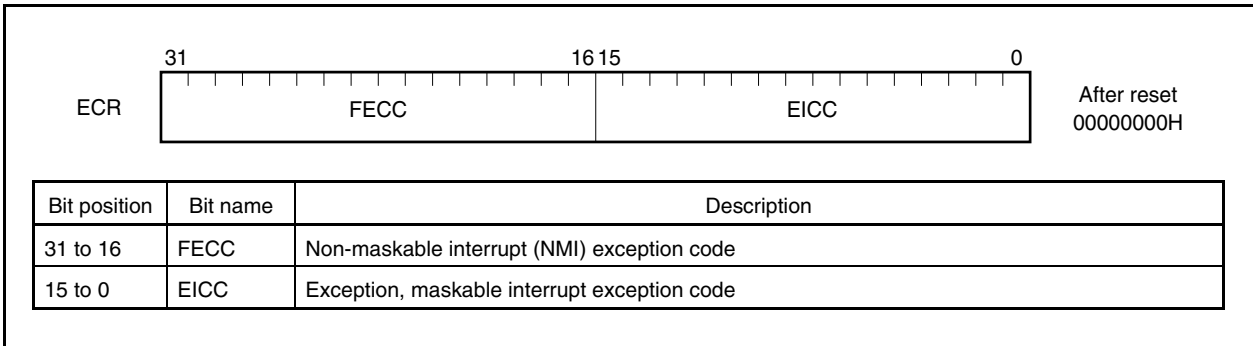 31 16 15 0
ECR FECC EICC After reset
00000000H
Bit position Bit name Description
31 to 16 FECC Non-maskable interrupt (NMI) exception code
15 to 0 EICC Exception, maskable interrupt exception code